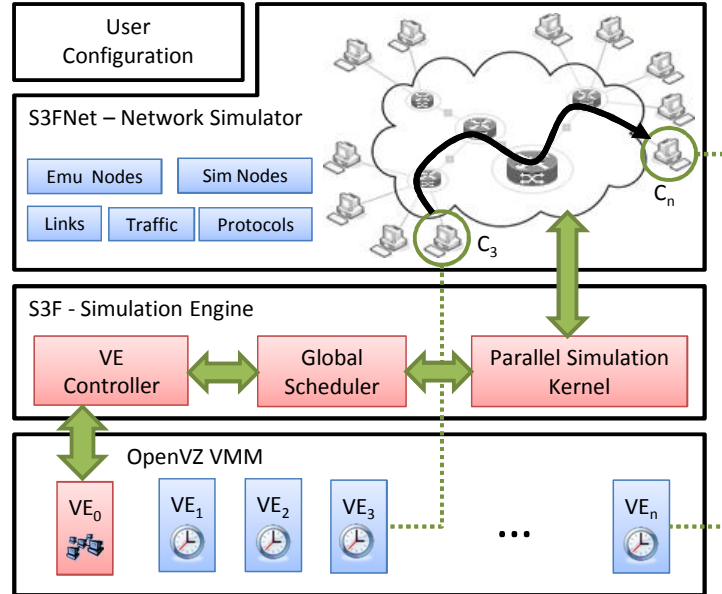 User
Configuration
S3FNet – Network Simulator
Emu Nodes
Sim Nodes
Links
Traffic
Protocols
C3
Cn
S3F - Simulation Engine
VE
Controller
Global
Scheduler
Parallel Simulation
Kernel
OpenVZ VMM
VE0
VE1
VE2
VE3
...
VEn